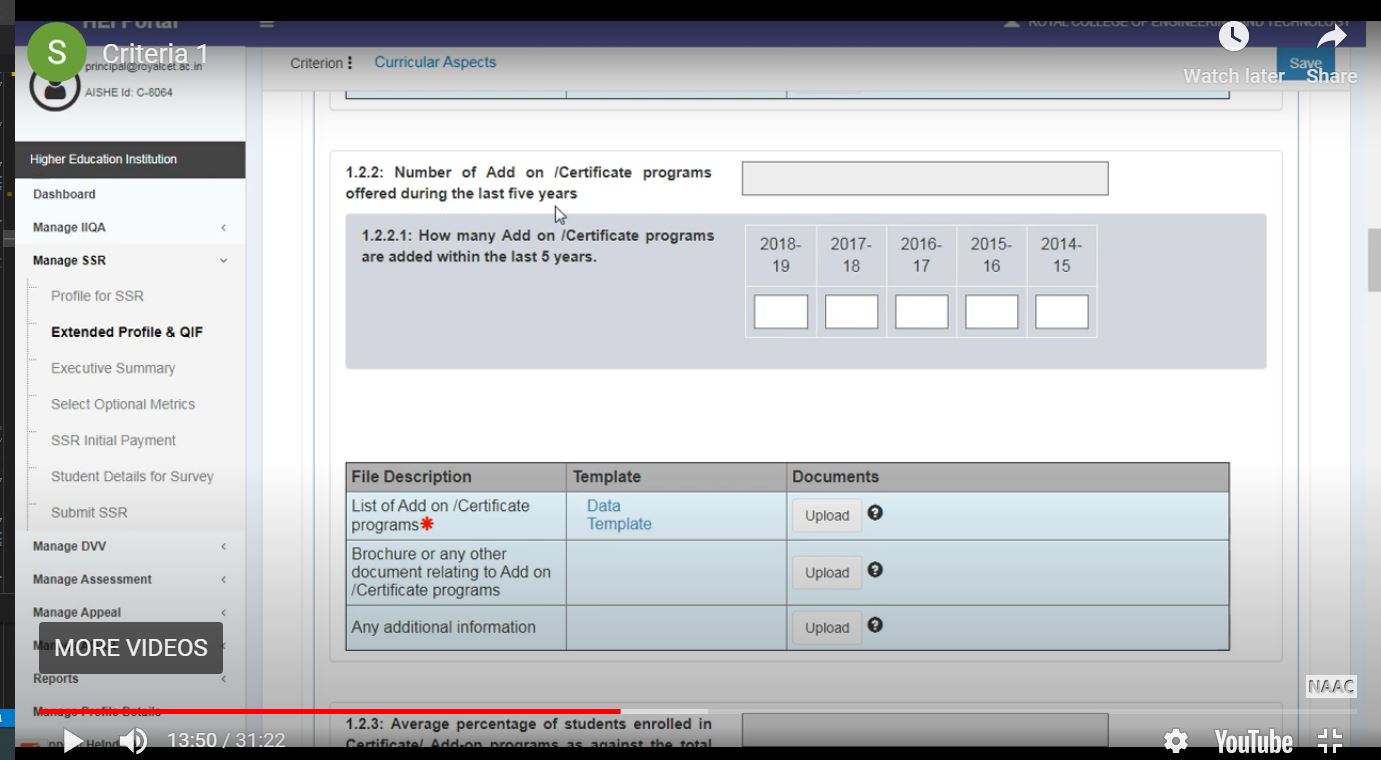 HEI Portal
ROYAL COLLEGE OF ENGINEERING AND TECHNOLOGY
S
Criteria 1
principal@royalcet.ac.in
AISHE Id: C-8064
Criterion
Curricular Aspects
Save
Watch later
Share
Higher Education Institution
Dashboard
Manage IIQA
Manage SSR
Profile for SSR
Extended Profile & QIF
Executive Summary
Select Optional Metrics
SSR Initial Payment
Student Details for Survey
Submit SSR
Manage DVV
Manage Assessment
Manage Appeal
MORE VIDEOS
Reports
Manage Profile Details
1.2.2: Number of Add on /Certificate programs
offered during the last five years
1.2.2.1: How many Add on /Certificate programs
are added within the last 5 years.
2018-
19
2017-
18
2016-
17
2015-
16
2014-
15
File Description
Template
Documents
List of Add on /Certificate
programs*
Data
Template
Upload
Brochure or any other
document relating to Add on
/Certificate programs
Upload
Any additional information
Upload
NAAC
1.2.3: Average percentage of students enrolled in
Certificate/ Add-on programs as against the total
13:50 / 31:22
YouTube